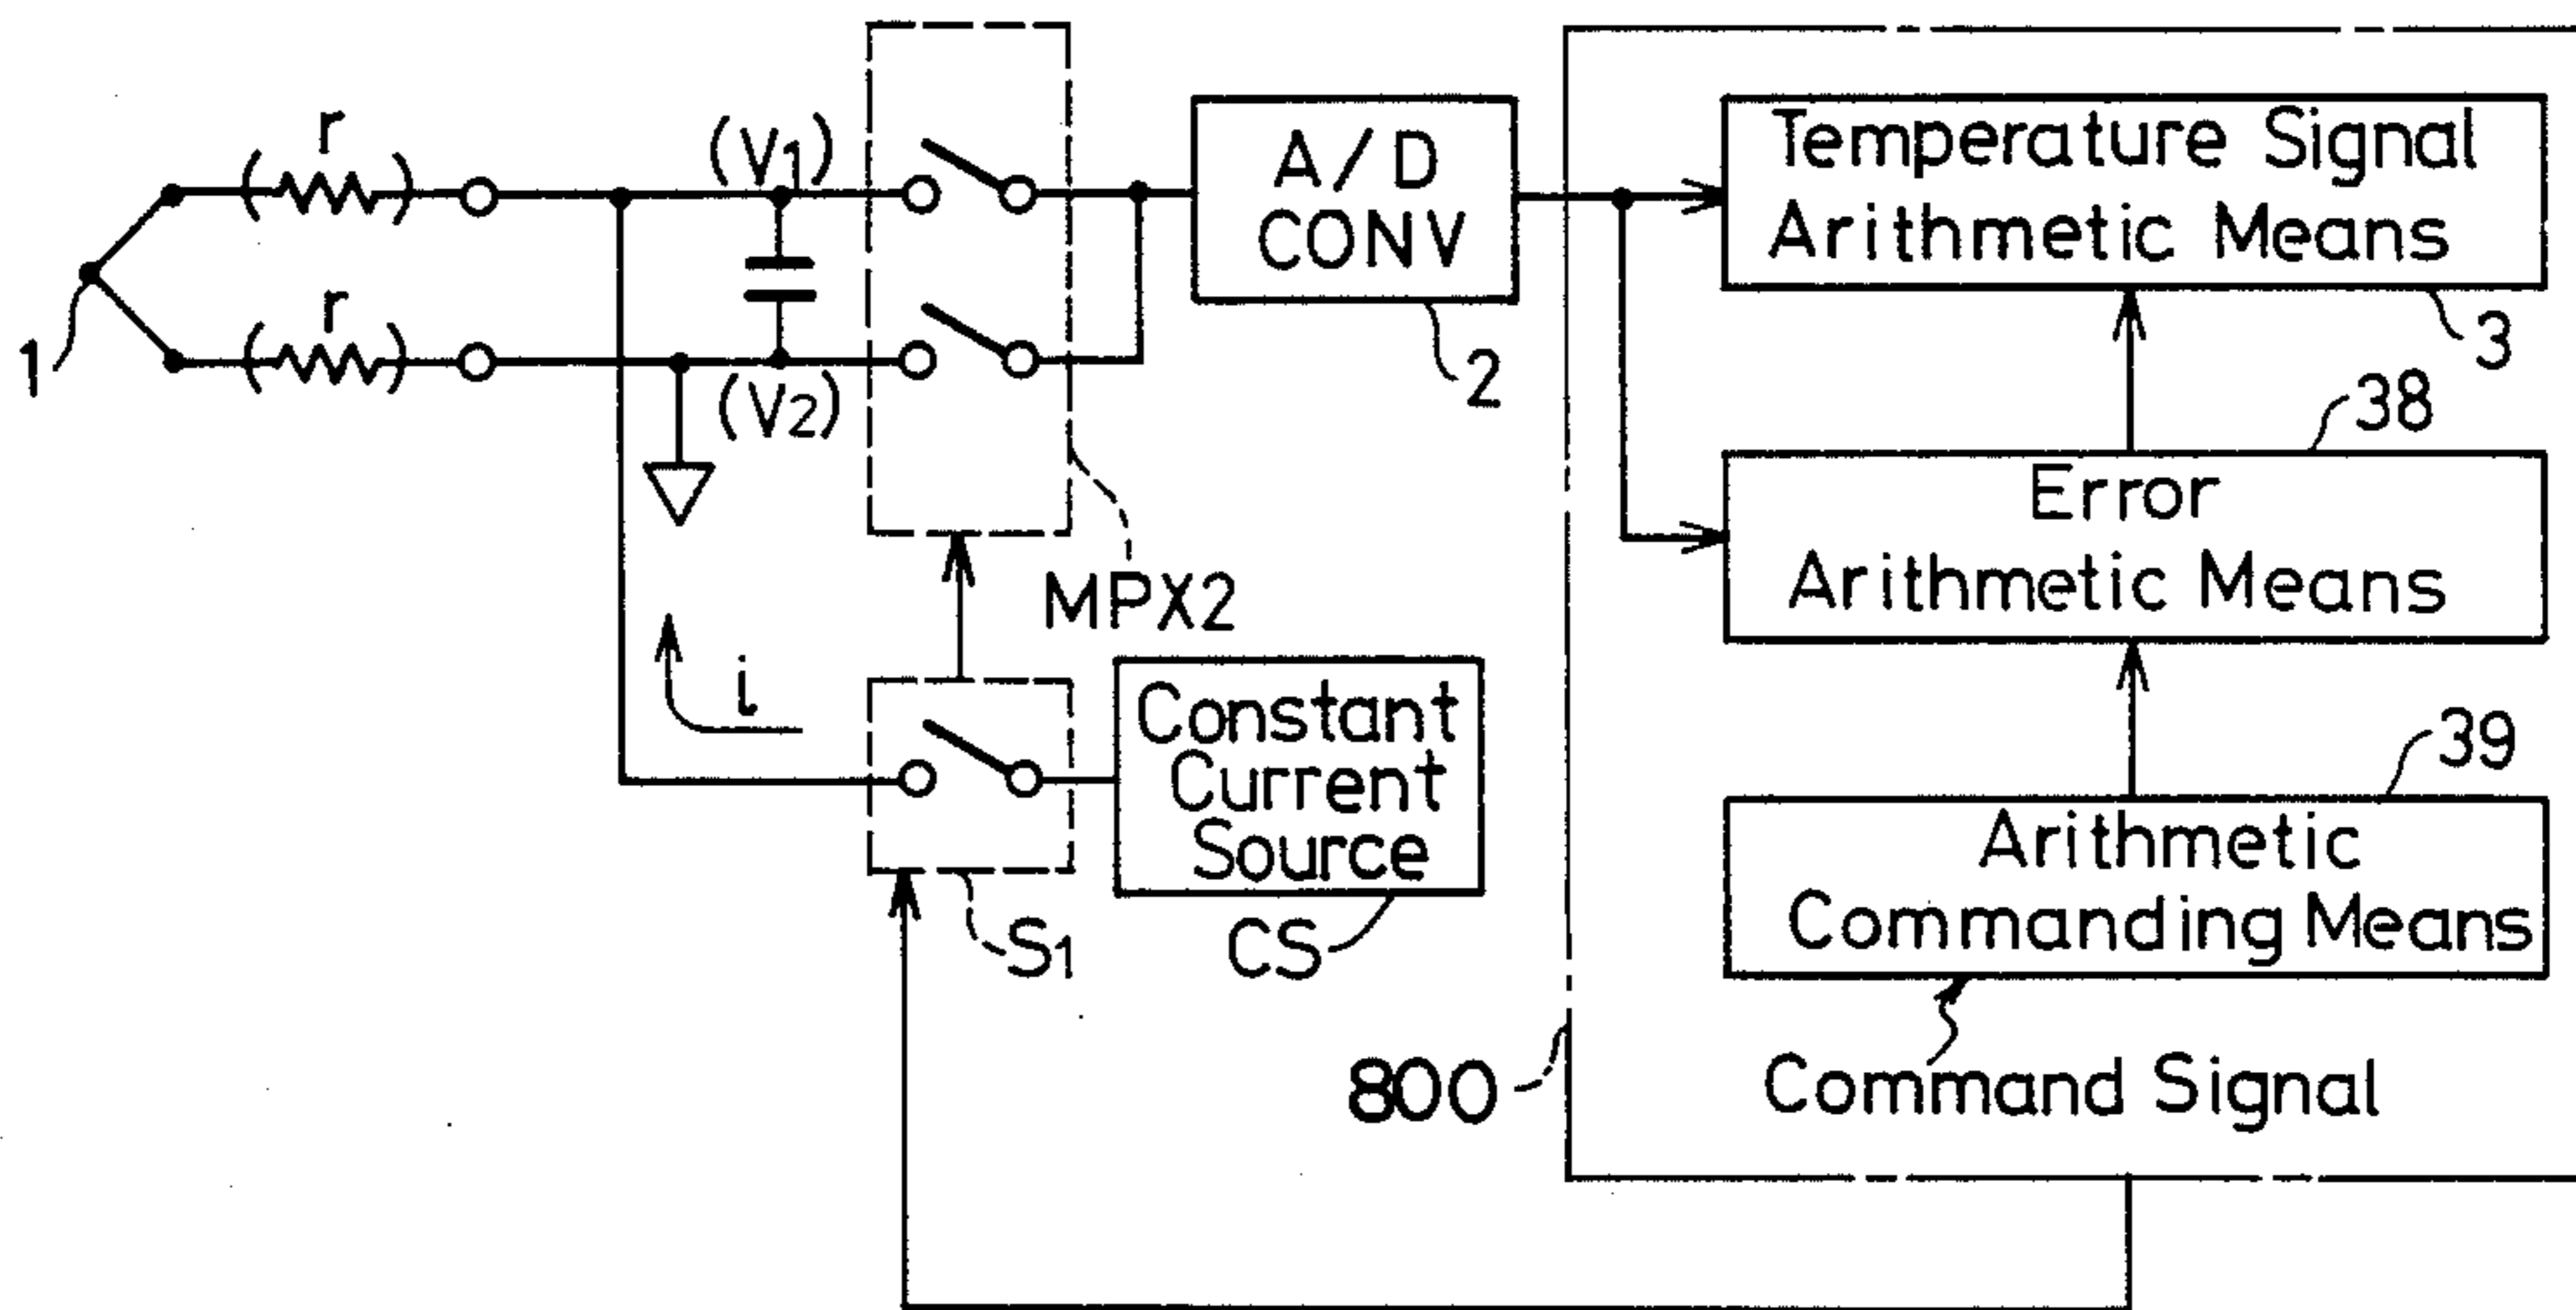 r
(V1)
A/D
CONV
Temperature Signal
Arithmetic Means
1
r
(V2)
2
3
38
Error
Arithmetic Means
MPX2
i
Constant
Current
Source
39
Arithmetic
Commanding Means
S1
CS
800
Command Signal